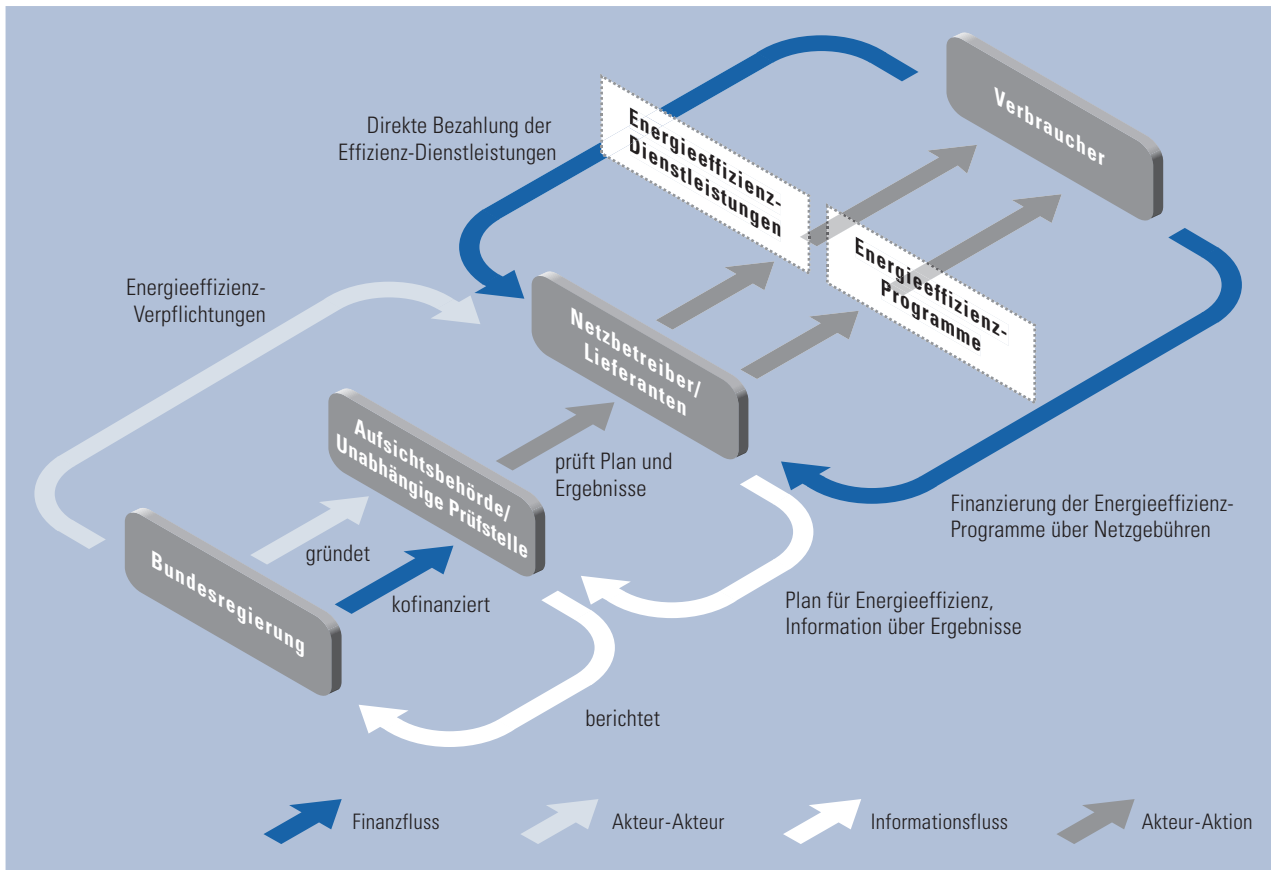 Verbraucher
Energieeffizienz-
Dienstleistungen
Direkte Bezahlung der
Effizienz-Dienstleistungen
Energieeffizienz-
Programme
Energieeffizienz-
Verpflichtungen
Netzbetreiber/
Lieferanten
Aufsichtsbehörde/
Unabhängige Prüfstelle
prüft Plan und
Ergebnisse
Finanzierung der Energieeffizienz-
Programme über Netzgebühren
Bundesregierung
gründet
kofinanziert
Plan für Energieeffizienz,
Information über Ergebnisse
berichtet
Finanzfluss
Akteur-Akteur
Informationsfluss
Akteur-Aktion